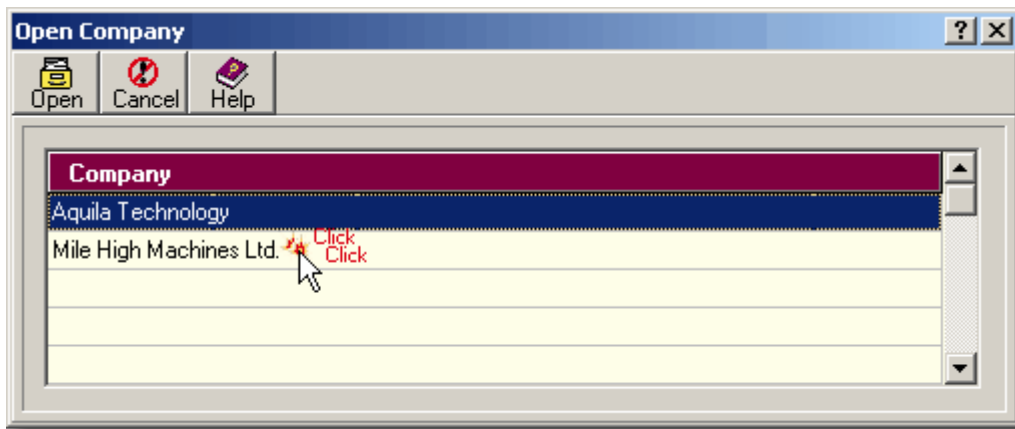 Open Company
Open Cancel Help
Company
Aquila Technology
Mile High Machines Ltd. Click
Click